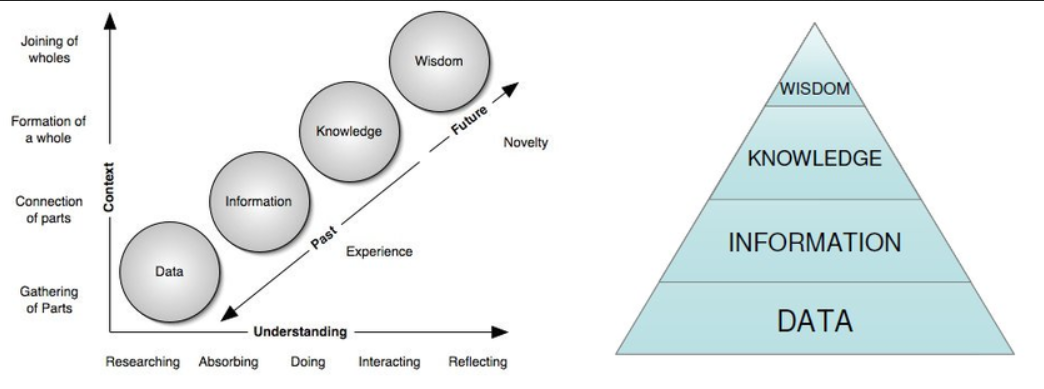 Joining of
wholes
Wisdom
Formation of
a whole
Knowledge
Future
Novelty
Context
Connection
of parts
Information
Past
Experience
Data
Gathering
of Parts
Understanding
Researching Absorbing Doing Interacting Reflecting
WISDOM
KNOWLEDGE
INFORMATION
DATA